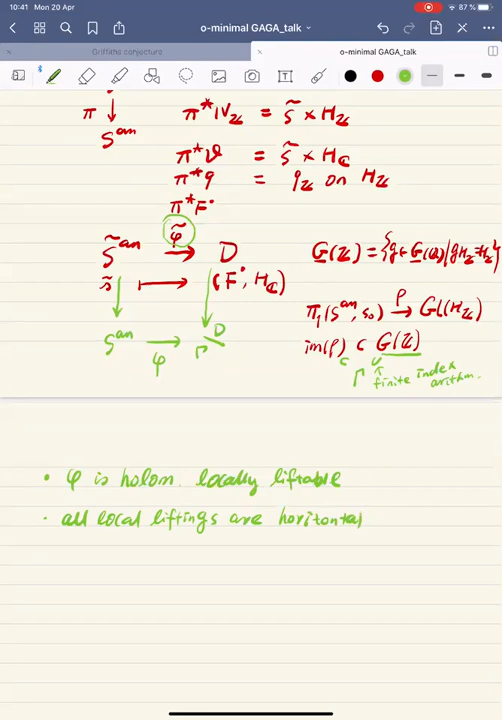 10:41 Mon 20 Apr
87 %
o-minimal GAGA_talk
Griffiths conjecture
o-minimal GAGA_talk
π ↓ S^an
π*𝕍_ℤ = S̃ × H_ℤ
π*𝒱 = S̃ × H_ℂ
π*q = q_ℤ on H_ℤ
π*F^•
S̃^an →^φ̃ D
s̃ ↦ (F^•, H_ℂ)
S^an →^φ Γ\D
G(ℤ) = {g ∈ G(ℚ) | gH_ℤ = H_ℤ}
π₁(S^an, s₀) →^ρ GL(H_ℤ)
im(ρ) ⊂ G(ℤ)
⊂ Γ
finite index
arithm.
• φ is holom. locally liftable
• all local liftings are horizontal